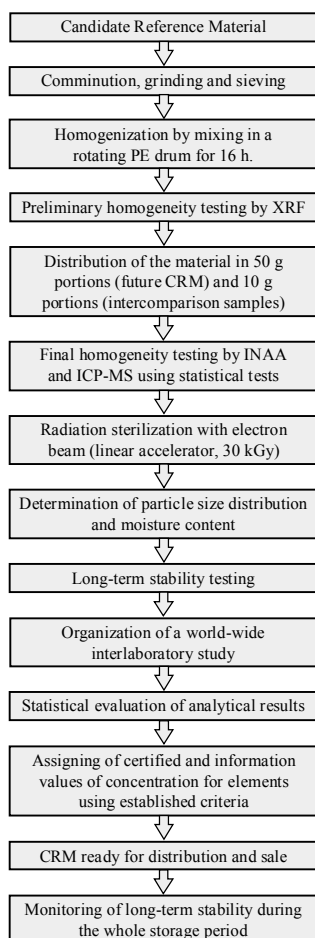 Candidate Reference Material
Comminution, grinding and sieving
Homogenization by mixing in a
rotating PE drum for 16 h.
Preliminary homogeneity testing by XRF
Distribution of the material in 50 g
portions (future CRM) and 10 g
portions (intercomparison samples)
Final homogeneity testing by INAA
and ICP-MS using statistical tests
Radiation sterilization with electron
beam (linear accelerator, 30 kGy)
Determination of particle size distribution
and moisture content
Long-term stability testing
Organization of a world-wide
interlaboratory study
Statistical evaluation of analytical results
Assigning of certified and information
values of concentration for elements
using established criteria
CRM ready for distribution and sale
Monitoring of long-term stability during
the whole storage period